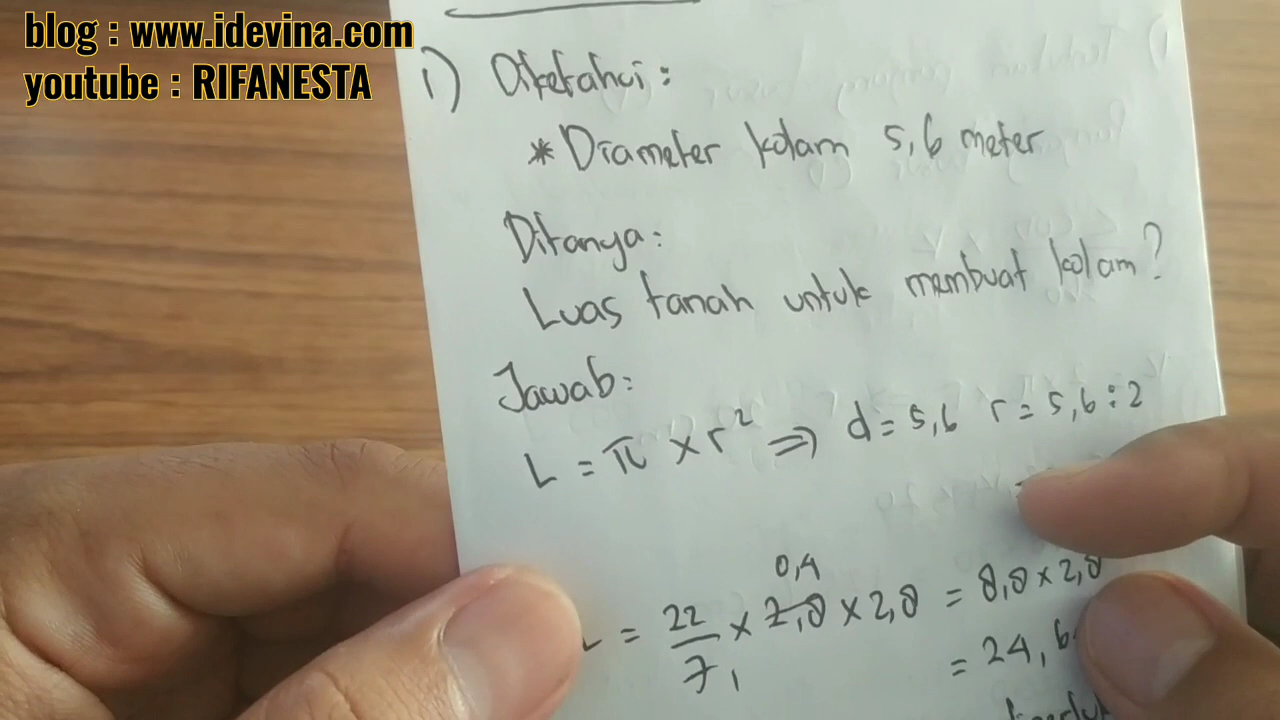 blog : www.idevina.com
youtube : RIFANESTA
1) Diketahui :
* Diameter kolam 5,6 meter
Ditanya :
Luas tanah untuk membuat kolam ?
Jawab :
L = π x r² ⇒ d = 5,6 r = 5,6 : 2
0,4
L = 22/7 x 2,8 x 2,8 = 8,8 x 2,8
1
= 24,6